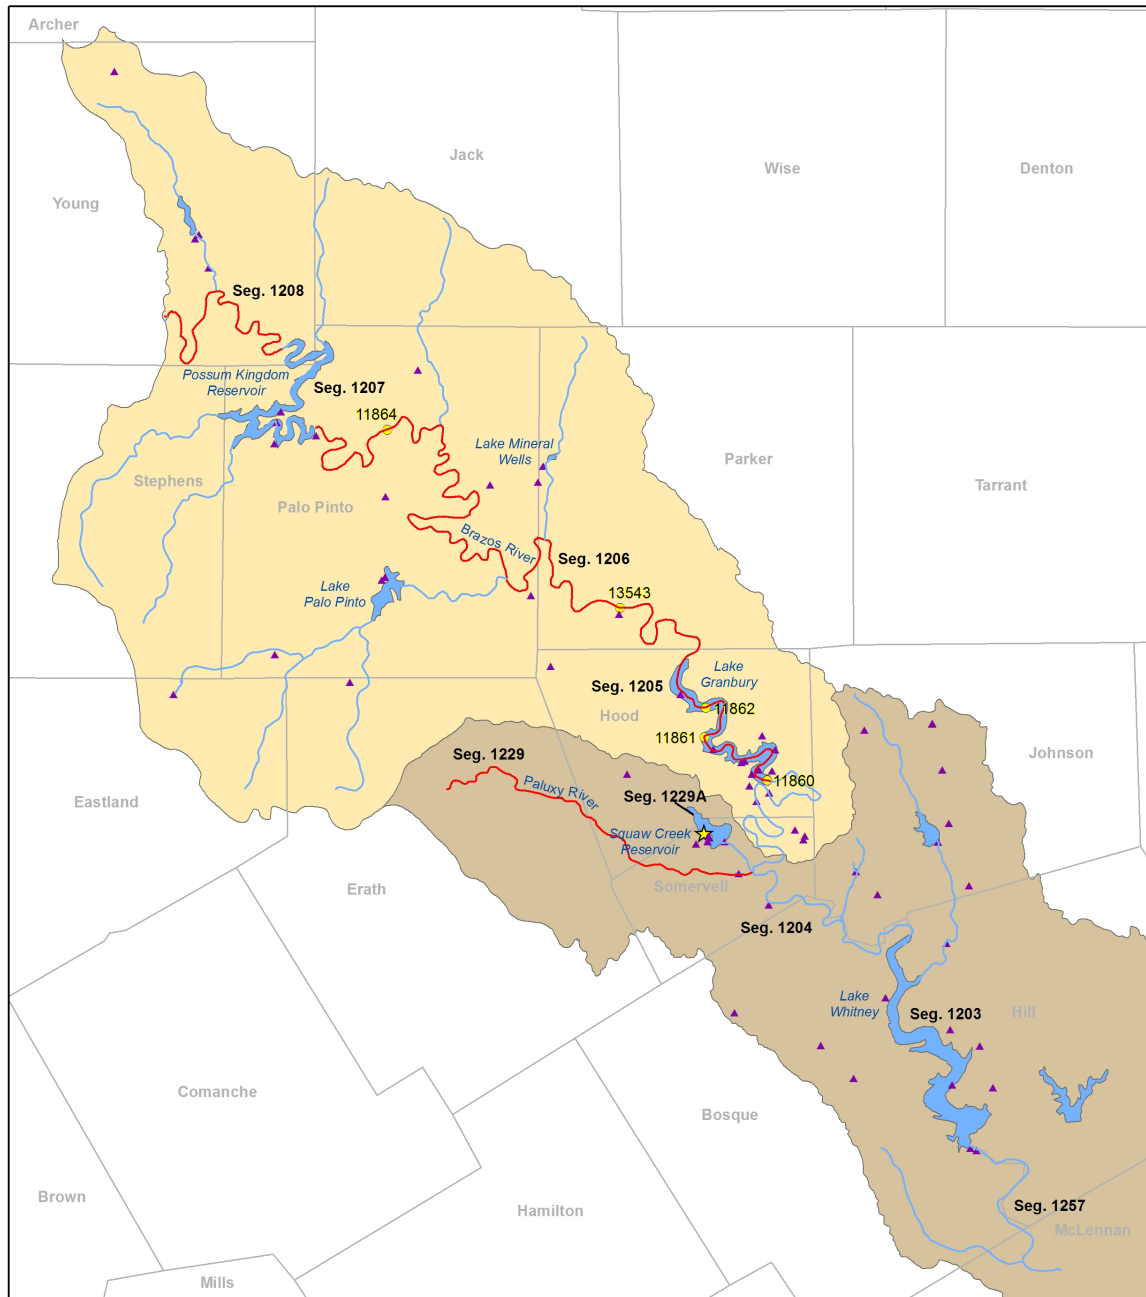 Archer
Jack
Wise
Denton
Young
Seg. 1208
Possum Kingdom
Reservoir
Seg. 1207
11864
Lake Mineral
Wells
Parker
Stephens
Tarrant
Palo Pinto
Brazos River
Seg. 1206
Lake
Palo Pinto
13543
Lake
Granbury
Seg. 1205
11862
Hood
11861
Seg. 1229
Johnson
11860
Paluxy River
Seg. 1229A
Eastland
Squaw Creek
Reservoir
Erath
Somervell
Seg. 1204
Lake
Whitney
Seg. 1203
Hill
Comanche
Bosque
Brown
Hamilton
Seg. 1257
McLennan
Mills